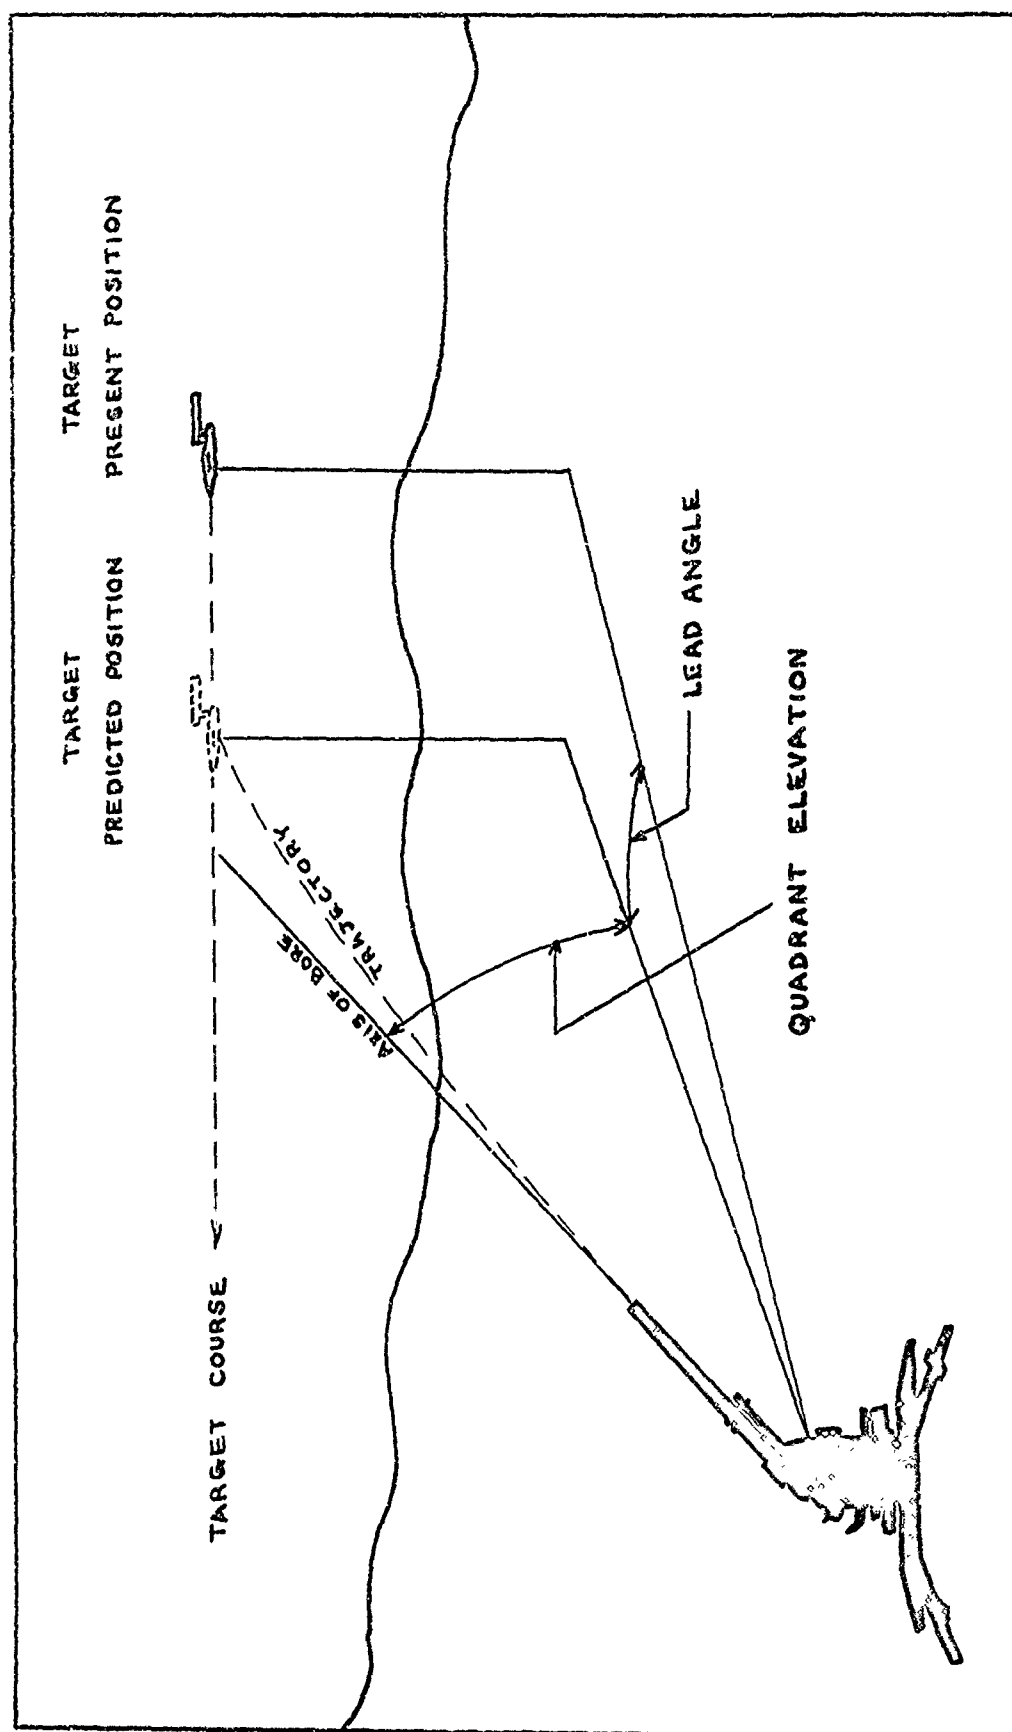 TARGET
PRESENT POSITION
TARGET
PREDICTED POSITION
TARGET COURSE
TRAJECTORY
AXIS OF BORE
LEAD ANGLE
QUADRANT ELEVATION